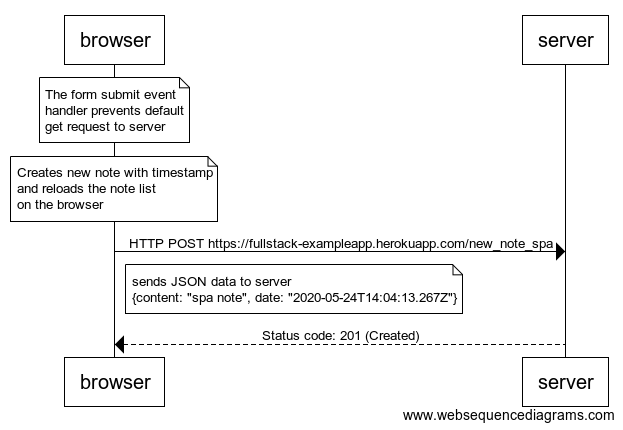 browser
server
The form submit event
handler prevents default
get request to server
Creates new note with timestamp
and reloads the note list
on the browser
HTTP POST https://fullstack-exampleapp.herokuapp.com/new_note_spa
sends JSON data to server
{content: "spa note", date: "2020-05-24T14:04:13.267Z"}
Status code: 201 (Created)
browser
server
www.websequencediagrams.com